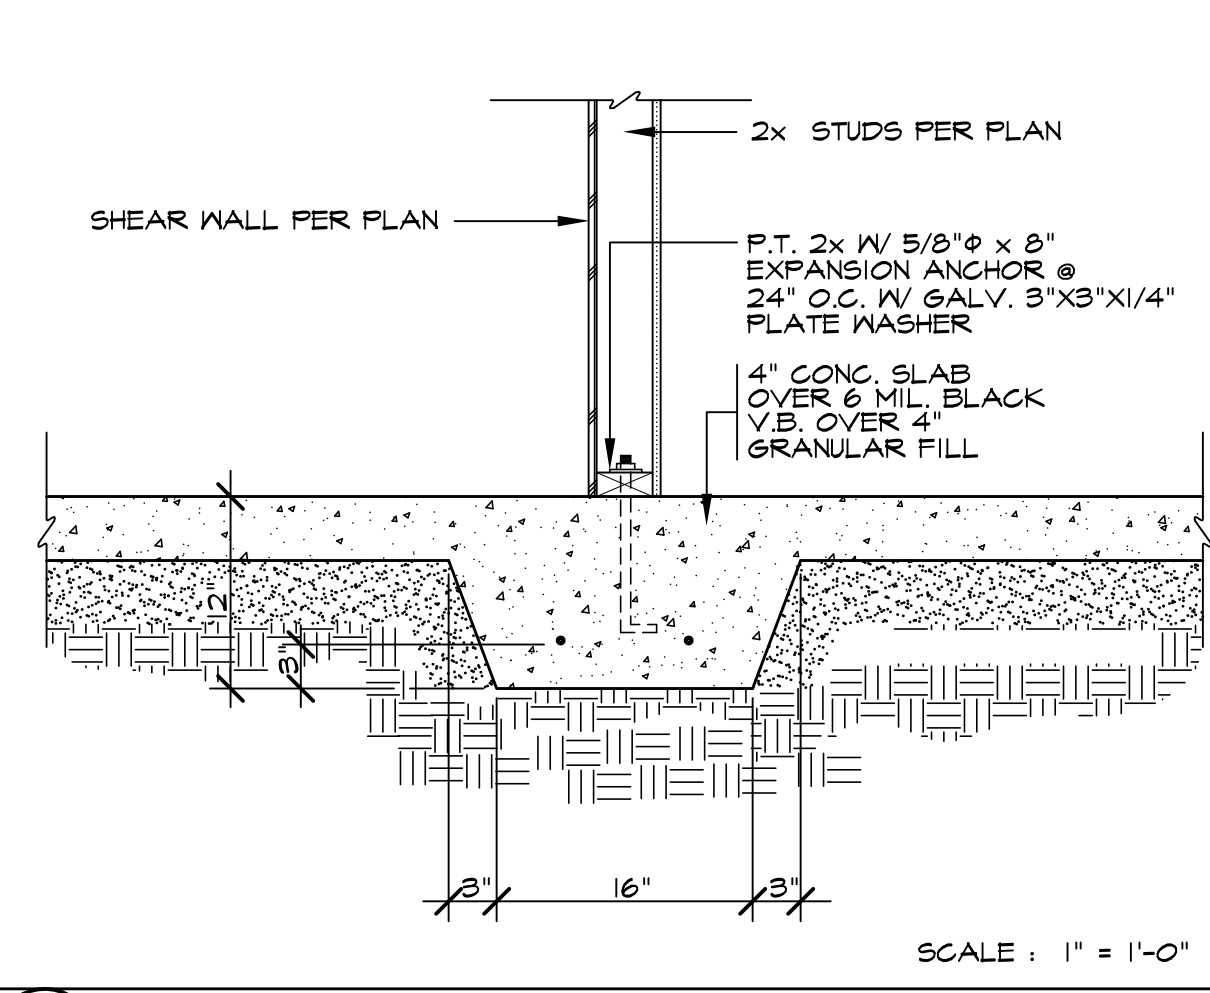 2x STUDS PER PLAN
SHEAR WALL PER PLAN
P.T. 2x W/ 5/8"Φ x 8"
EXPANSION ANCHOR @
24" O.C. W/ GALV. 3"X3"X1/4"
PLATE WASHER
4" CONC. SLAB
OVER 6 MIL. BLACK
V.B. OVER 4"
GRANULAR FILL
12"
3"
3"
16"
3"
SCALE : 1" = 1'-0"